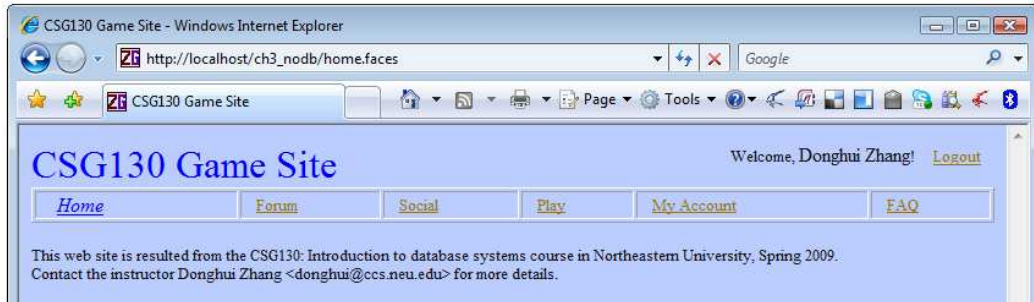 CSG130 Game Site - Windows Internet Explorer
ZG http://localhost/ch3_nodb/home.faces Google
ZG CSG130 Game Site Page Tools
CSG130 Game Site
Welcome, Donghui Zhang! Logout
Home Forum Social Play My Account FAQ
This web site is resulted from the CSG130: Introduction to database systems course in Northeastern University, Spring 2009.
Contact the instructor Donghui Zhang <donghui@ccs.neu.edu> for more details.